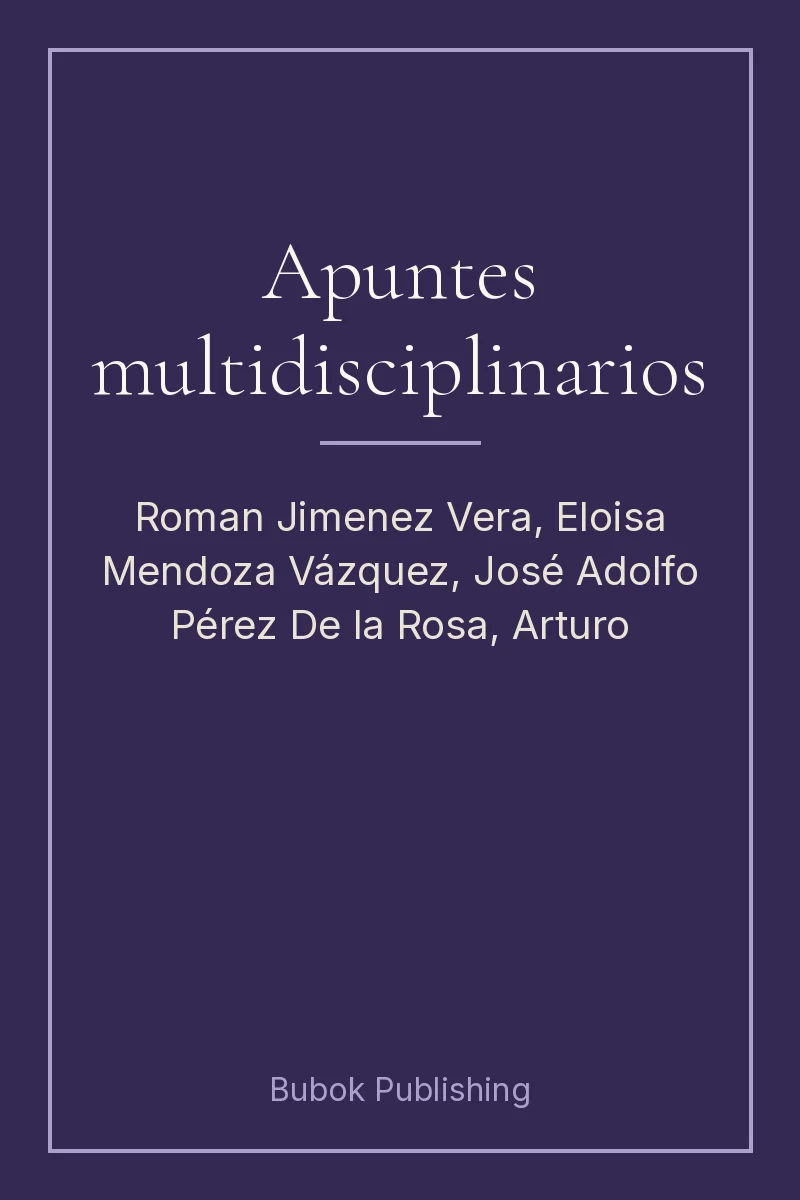 Apuntes
multidisciplinarios
Roman Jimenez Vera, Eloisa
Mendoza Vázquez, José Adolfo
Pérez De la Rosa, Arturo
Bubok Publishing